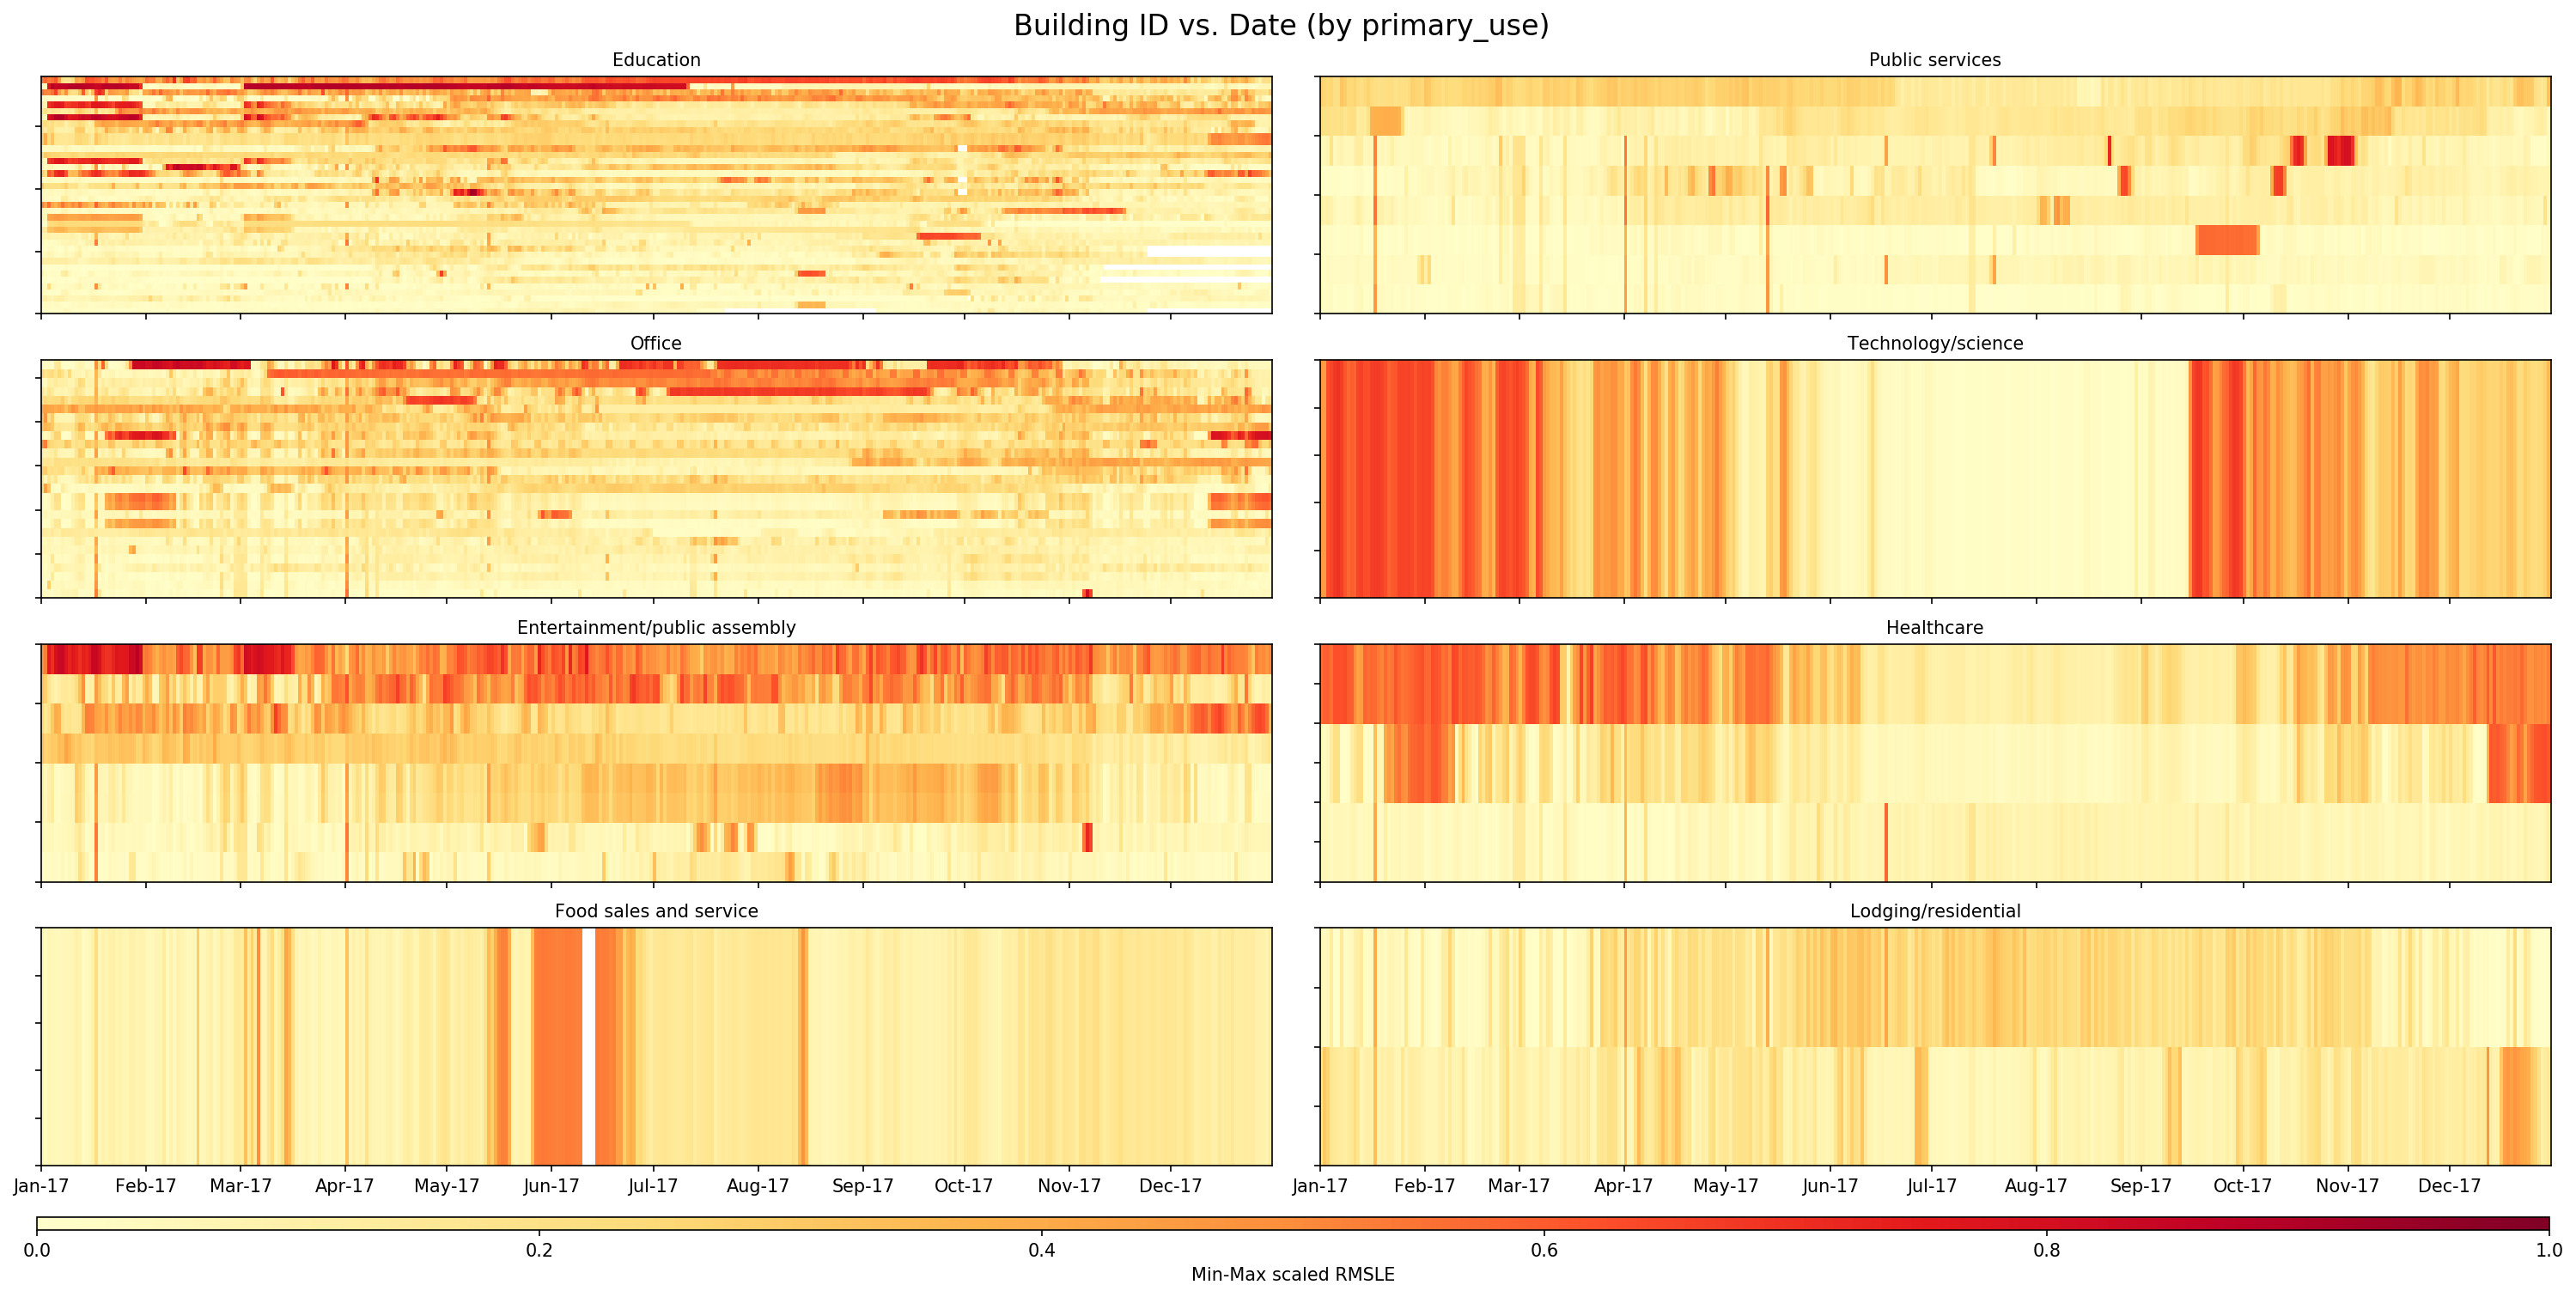 Building ID vs. Date (by primary_use)
Education
Public services
Office
Technology/science
Entertainment/public assembly
Healthcare
Food sales and service
Lodging/residential
Jan-17 Feb-17 Mar-17 Apr-17 May-17 Jun-17 Jul-17 Aug-17 Sep-17 Oct-17 Nov-17 Dec-17
Jan-17 Feb-17 Mar-17 Apr-17 May-17 Jun-17 Jul-17 Aug-17 Sep-17 Oct-17 Nov-17 Dec-17
0.0 0.2 0.4 0.6 0.8 1.0
Min-Max scaled RMSLE